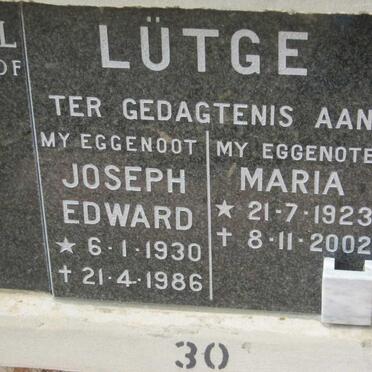 L
OF
LÜTGE
TER GEDAGTENIS AAN
MY EGGENOOT
JOSEPH
EDWARD
★ 6·1·1930
✝ 21·4·1986
MY EGGENOTE
MARIA
★ 21·7·1923
✝ 8·11·2002
30